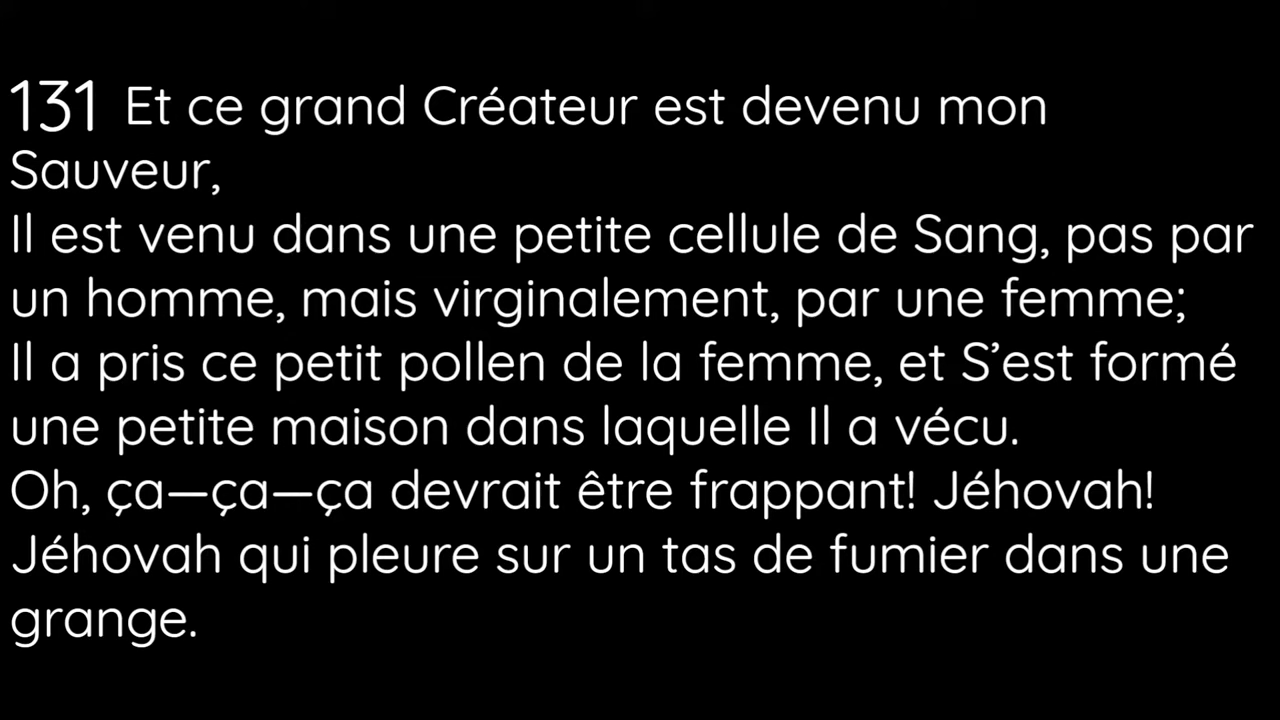 131 Et ce grand Créateur est devenu mon
Sauveur,
Il est venu dans une petite cellule de Sang, pas par
un homme, mais virginalement, par une femme;
Il a pris ce petit pollen de la femme, et S’est formé
une petite maison dans laquelle Il a vécu.
Oh, ça—ça—ça devrait être frappant! Jéhovah!
Jéhovah qui pleure sur un tas de fumier dans une
grange.